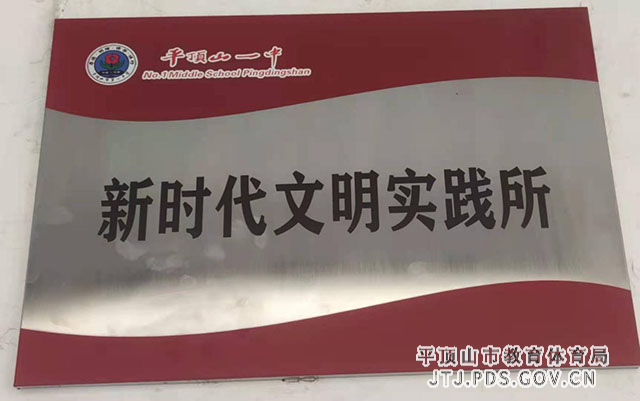 平顶山一中
No.1 Middle School Pingdingshan
新时代文明实践所
平顶山市教育体育局
JTJ.PDS.GOV.CN